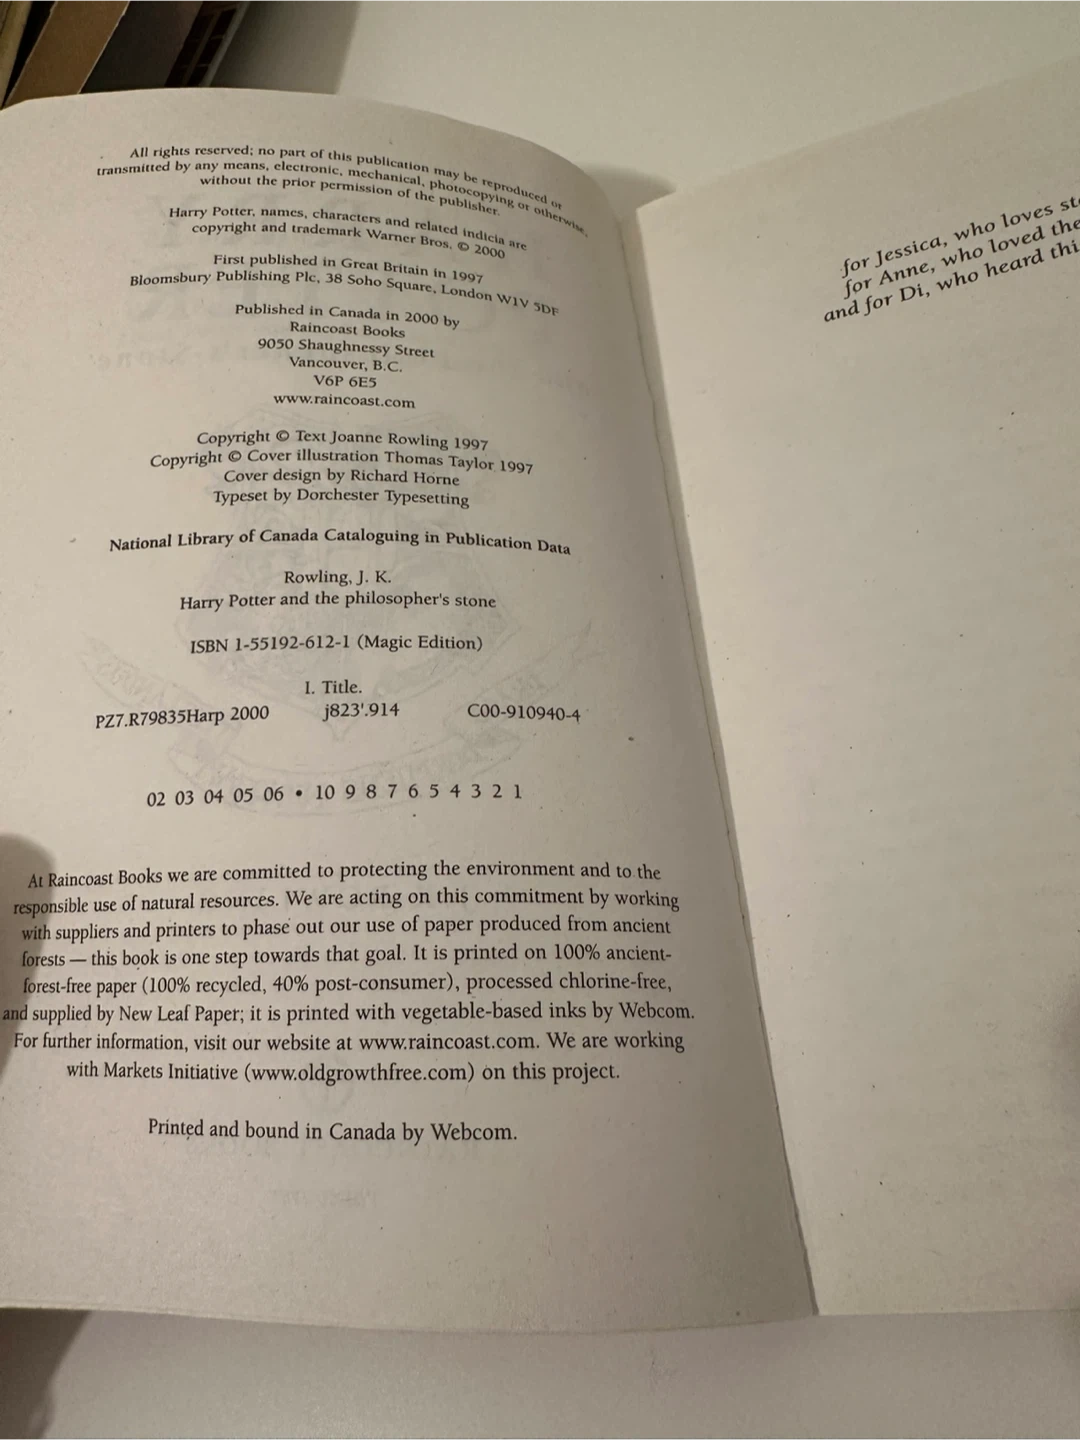 All rights reserved; no part of this publication may be reproduced or
transmitted by any means, electronic, mechanical, photocopying or otherwise,
without the prior permission of the publisher.
Harry Potter, names, characters and related indicia are
copyright and trademark Warner Bros. © 2000
First published in Great Britain in 1997
Bloomsbury Publishing Plc, 38 Soho Square, London W1V 5DF
Published in Canada in 2000 by
Raincoast Books
9050 Shaughnessy Street
Vancouver, B.C.
V6P 6E5
www.raincoast.com
Copyright © Text Joanne Rowling 1997
Copyright © Cover illustration Thomas Taylor 1997
Cover design by Richard Horne
Typeset by Dorchester Typesetting
National Library of Canada Cataloguing in Publication Data
Rowling, J. K.
Harry Potter and the philosopher's stone
ISBN 1-55192-612-1 (Magic Edition)
I. Title.
PZ7.R79835Harp 2000 j823'.914 C00-910940-4
02 03 04 05 06 • 10 9 8 7 6 5 4 3 2 1
At Raincoast Books we are committed to protecting the environment and to the
responsible use of natural resources. We are acting on this commitment by working
with suppliers and printers to phase out our use of paper produced from ancient
forests — this book is one step towards that goal. It is printed on 100% ancient-
forest-free paper (100% recycled, 40% post-consumer), processed chlorine-free,
and supplied by New Leaf Paper; it is printed with vegetable-based inks by Webcom.
For further information, visit our website at www.raincoast.com. We are working
with Markets Initiative (www.oldgrowthfree.com) on this project.
Printed and bound in Canada by Webcom.
for Jessica, who loves
for Anne, who loved
and for Di, who heard